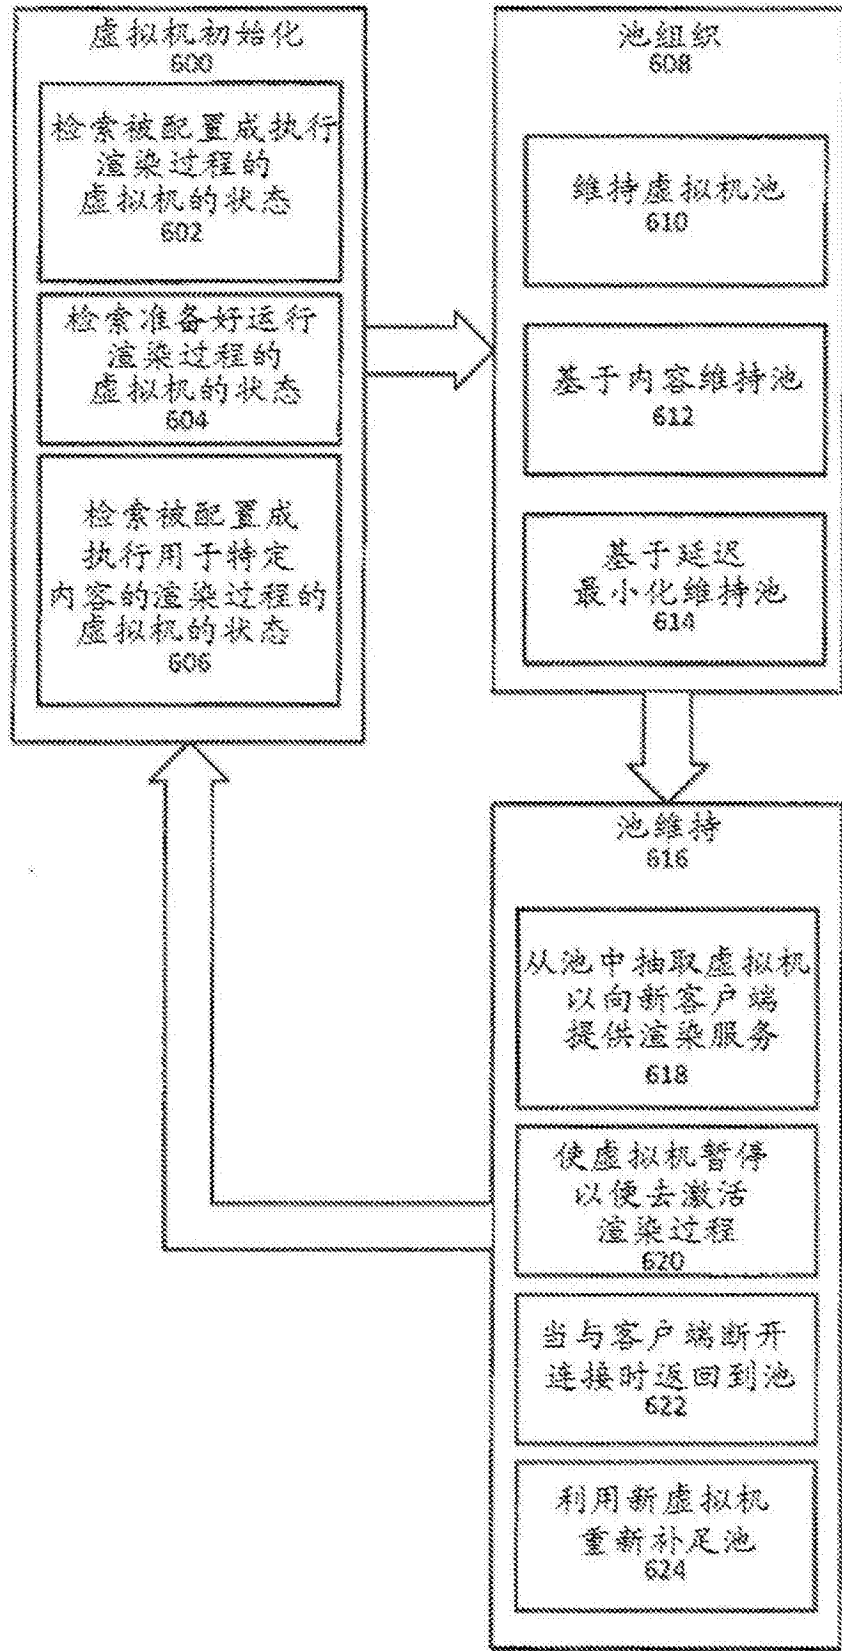 虚拟机初始化
600
检索被配置成执行
渲染过程的
虚拟机的状态
602
检索准备好运行
渲染过程的
虚拟机的状态
604
检索被配置成
执行用于特定
内容的渲染过程的
虚拟机的状态
606
池组织
608
维持虚拟机池
610
基于内容维持池
612
基于延迟
最小化维持池
614
池维持
616
从池中抽取虚拟机
以向新客户端
提供渲染服务
618
使虚拟机暂停
以便去激活
渲染过程
620
当与客户端断开
连接时返回到池
622
利用新虚拟机
重新补足池
624